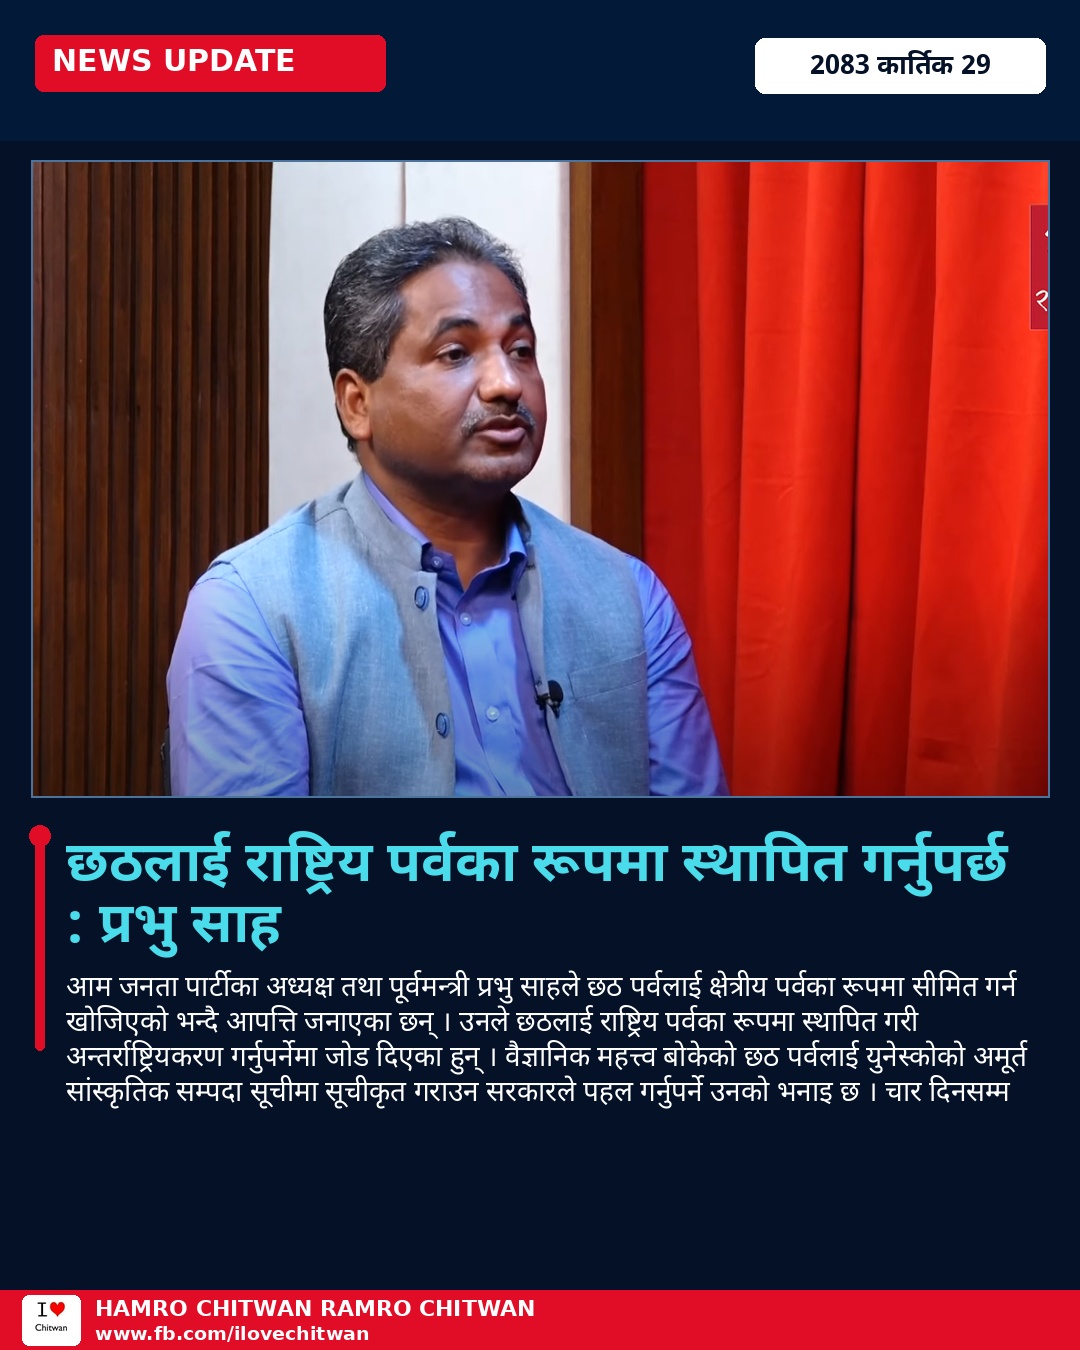 NEWS UPDATE
2083 कार्तिक 29
छठलाई राष्ट्रिय पर्वका रूपमा स्थापित गर्नुपर्छ
: प्रभु साह
आम जनता पार्टीका अध्यक्ष तथा पूर्वमन्त्री प्रभु साहले छठ पर्वलाई क्षेत्रीय पर्वका रूपमा सीमित गर्न
खोजिएको भन्दै आपत्ति जनाएका छन् । उनले छठलाई राष्ट्रिय पर्वका रूपमा स्थापित गरी
अन्तर्राष्ट्रियकरण गर्नुपर्नेमा जोड दिएका हुन् । वैज्ञानिक महत्त्व बोकेको छठ पर्वलाई युनेस्कोको अमूर्त
सांस्कृतिक सम्पदा सूचीमा सूचीकृत गराउन सरकारले पहल गर्नुपर्ने उनको भनाइ छ । चार दिनसम्म
I
Chitwan
HAMRO CHITWAN RAMRO CHITWAN
www.fb.com/ilovechitwan